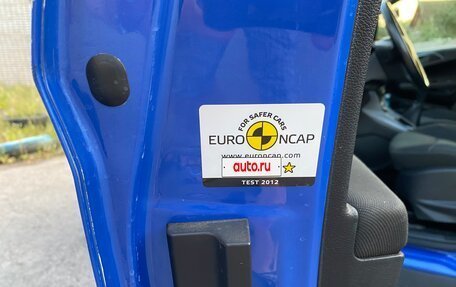 FOR SAFER CARS
EURO NCAP
www.euroncap.com
auto.ru
TEST 2012